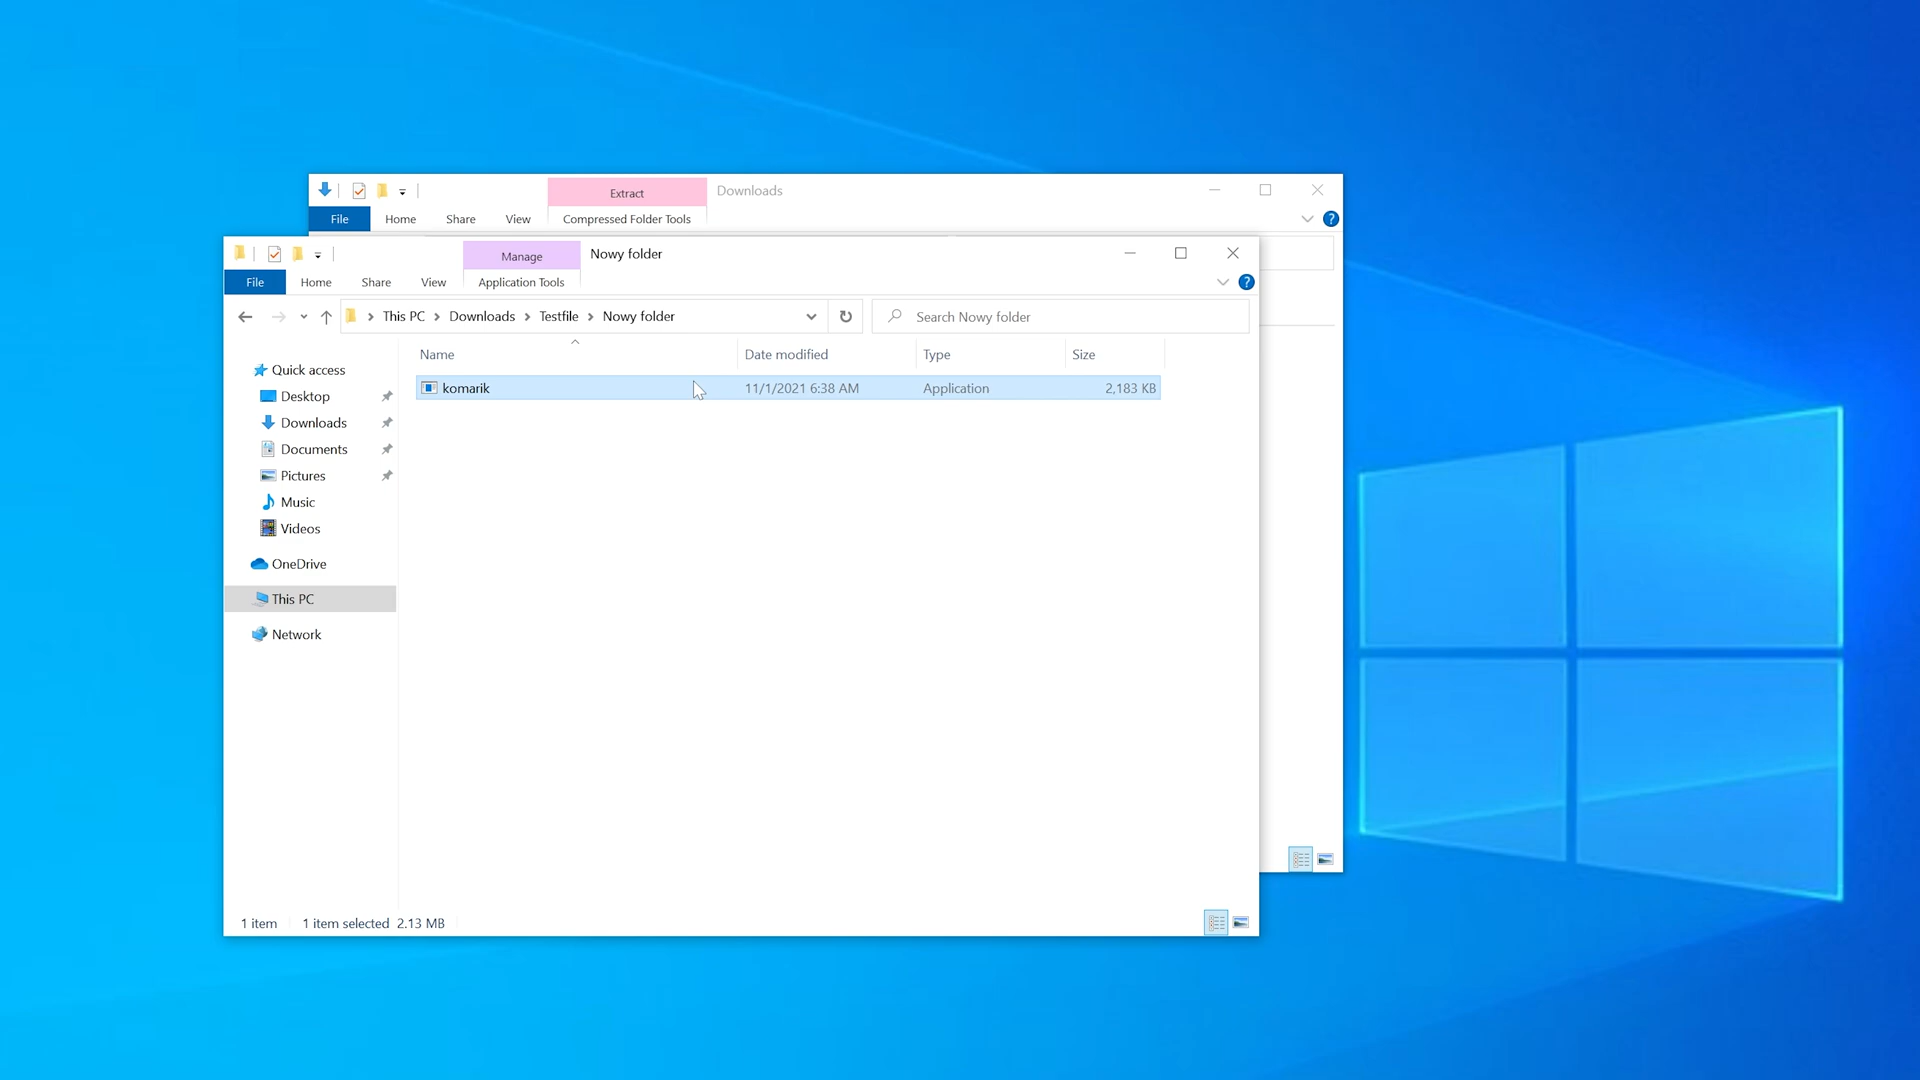 Extract
Downloads
File Home Share View Compressed Folder Tools
Manage
Nowy folder
File Home Share View Application Tools
This PC Downloads Testfile Nowy folder
Search Nowy folder
Name Date modified Type Size
komarik 11/1/2021 6:38 AM Application 2,183 KB
Quick access
Desktop
Downloads
Documents
Pictures
Music
Videos
OneDrive
This PC
Network
1 item 1 item selected 2.13 MB